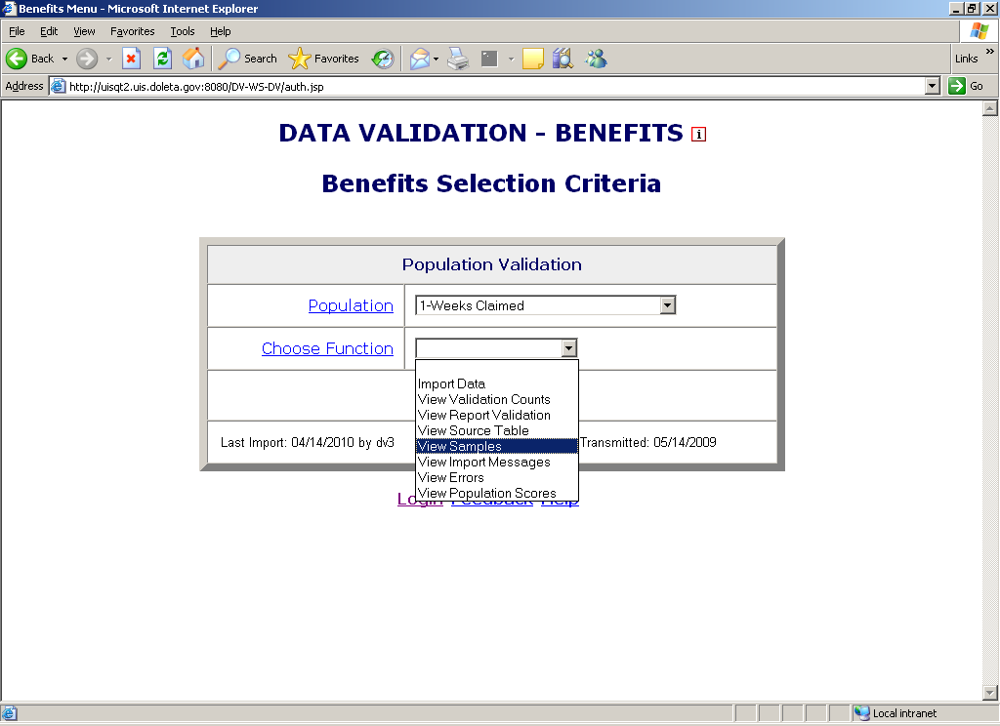 Benefits Menu - Microsoft Internet Explorer
File Edit View Favorites Tools Help
Back Search Favorites Links »
Address http://uisqt2.uis.doleta.gov:8080/DV-WS-DV/auth.jsp Go
DATA VALIDATION - BENEFITS i
Benefits Selection Criteria
Population Validation
Population 1-Weeks Claimed
Choose Function
Import Data
View Validation Counts
View Report Validation
View Source Table
Last Import: 04/14/2010 by dv3 Transmitted: 05/14/2009
View Samples
View Import Messages
View Errors
View Population Scores
Login Feedback Help
Local intranet